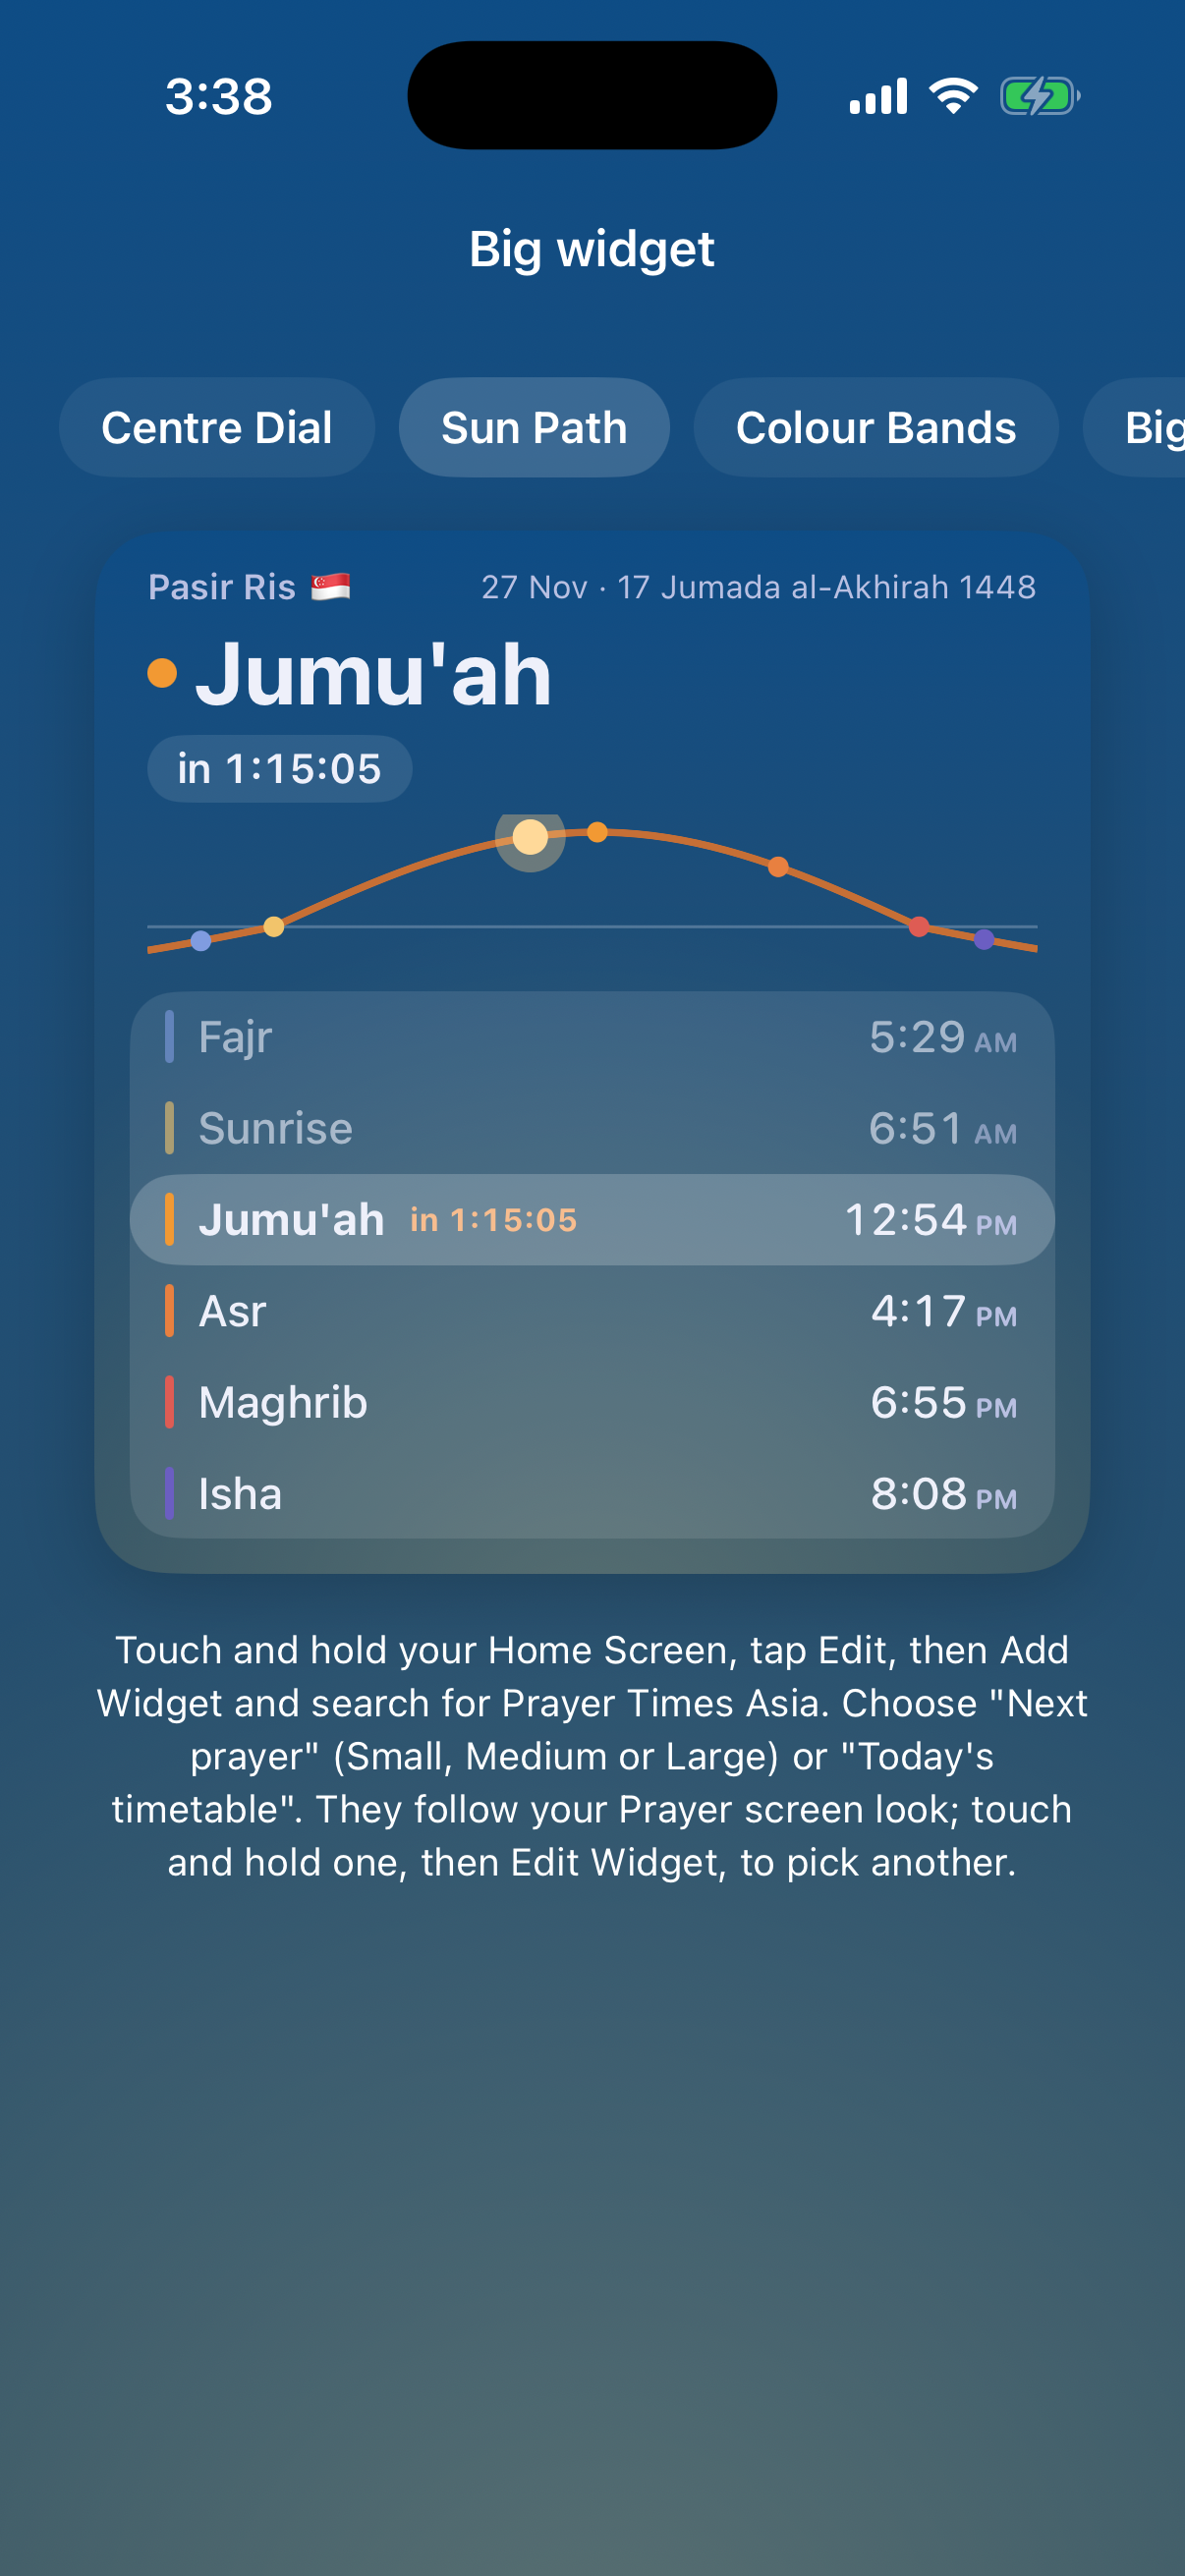 3:38
Big widget
Centre Dial
Sun Path
Colour Bands
Big
Pasir Ris 🇸🇬
27 Nov · 17 Jumada al-Akhirah 1448
Jumu'ah
in 1:15:05
Fajr 5:29 AM
Sunrise 6:51 AM
Jumu'ah in 1:15:05 12:54 PM
Asr 4:17 PM
Maghrib 6:55 PM
Isha 8:08 PM
Touch and hold your Home Screen, tap Edit, then Add
Widget and search for Prayer Times Asia. Choose "Next
prayer" (Small, Medium or Large) or "Today's
timetable". They follow your Prayer screen look; touch
and hold one, then Edit Widget, to pick another.